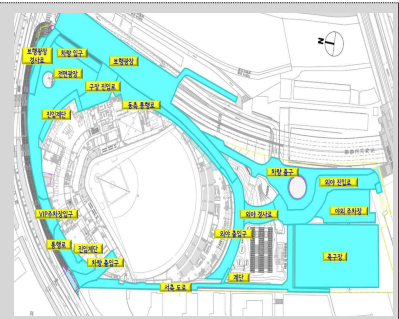 보행광장
경사로
차량 입구
보행광장
전면광장
구장 진입로
동측 통행로
진입계단
N
차량 출구
외야 진입로
VIP주차장입구
외야 경사로
야외 주차장
외야 출입구
통행로
진입계단
차량 출입구
축구장
계단
서측 도로